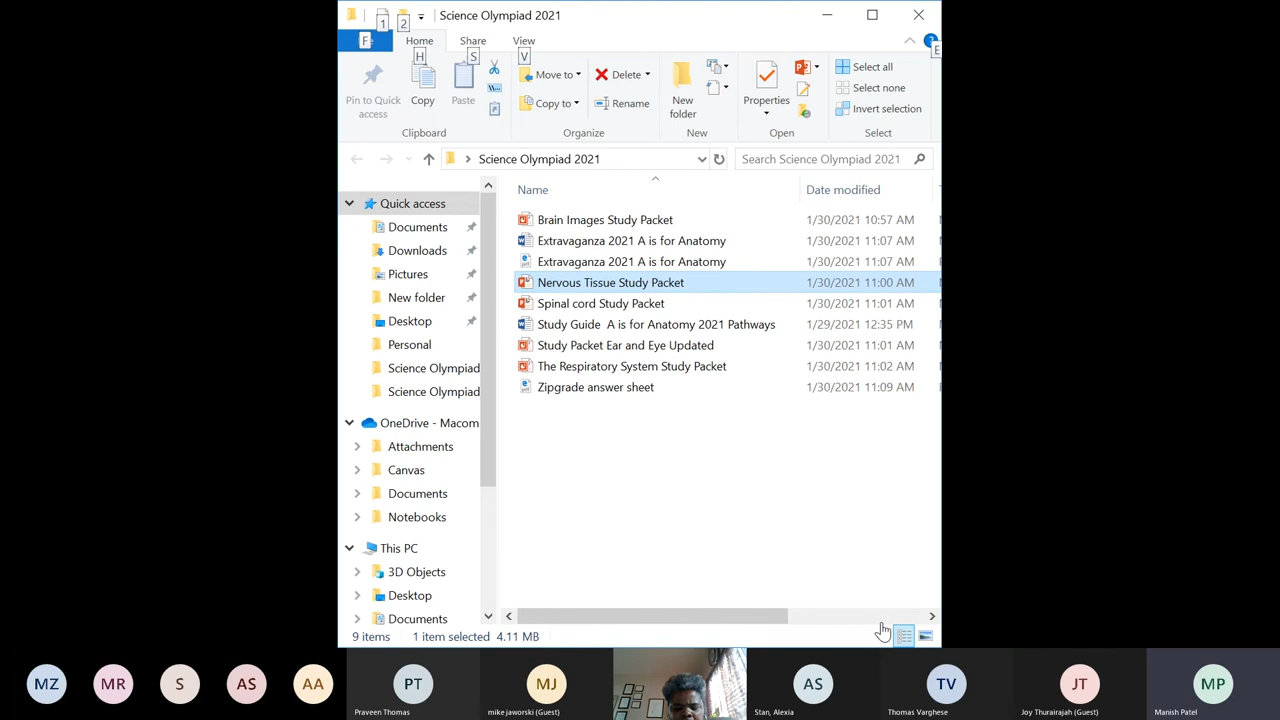 Science Olympiad 2021
1 2
F
Home Share View
H S V E
Pin to Quick access
Copy
Paste
Move to
Copy to
Delete
Rename
New folder
Properties
Select all
Select none
Invert selection
Clipboard Organize New Open Select
Science Olympiad 2021
Search Science Olympiad 2021
Name Date modified
Quick access
Documents
Downloads
Pictures
New folder
Desktop
Personal
Science Olympiad
Science Olympiad
OneDrive - Macom
Attachments
Canvas
Documents
Notebooks
This PC
3D Objects
Desktop
Documents
Brain Images Study Packet 1/30/2021 10:57 AM
Extravaganza 2021 A is for Anatomy 1/30/2021 11:07 AM
Extravaganza 2021 A is for Anatomy 1/30/2021 11:07 AM
Nervous Tissue Study Packet 1/30/2021 11:00 AM
Spinal cord Study Packet 1/30/2021 11:01 AM
Study Guide A is for Anatomy 2021 Pathways 1/29/2021 12:35 PM
Study Packet Ear and Eye Updated 1/30/2021 11:01 AM
The Respiratory System Study Packet 1/30/2021 11:02 AM
Zipgrade answer sheet 1/30/2021 11:09 AM
9 items 1 item selected 4.11 MB
MZ MR S AS AA PT MJ AS TV JT MP
Praveen Thomas
mike jaworski (Guest)
Stan, Alexia
Thomas Varghese
Joy Thurairajah (Guest)
Manish Patel